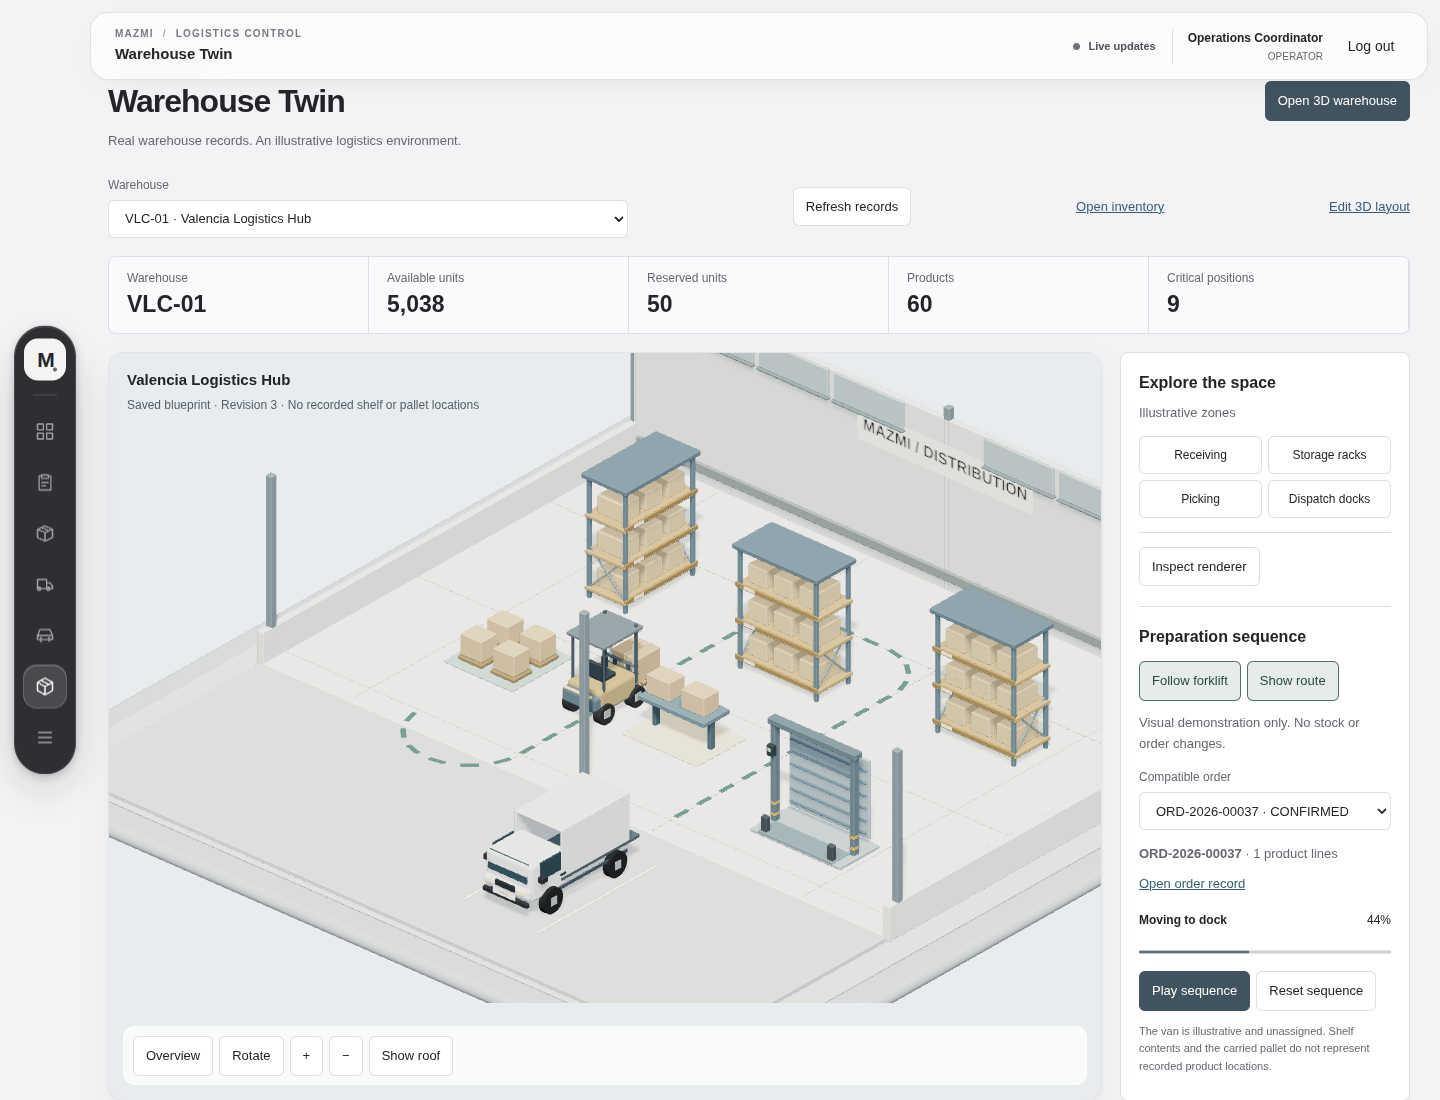 MAZMI / LOGISTICS CONTROL
Warehouse Twin
Live updates
Operations Coordinator
OPERATOR
Log out
Warehouse Twin
Open 3D warehouse
Real warehouse records. An illustrative logistics environment.
Warehouse
VLC-01 · Valencia Logistics Hub
Refresh records
Open inventory
Edit 3D layout
Warehouse
VLC-01
Available units
5,038
Reserved units
50
Products
60
Critical positions
9
M
Valencia Logistics Hub
Saved blueprint · Revision 3 · No recorded shelf or pallet locations
MAZMI / DISTRIBUTION
Overview
Rotate
+
−
Show roof
Explore the space
Illustrative zones
Receiving
Storage racks
Picking
Dispatch docks
Inspect renderer
Preparation sequence
Follow forklift
Show route
Visual demonstration only. No stock or
order changes.
Compatible order
ORD-2026-00037 · CONFIRMED
ORD-2026-00037 · 1 product lines
Open order record
Moving to dock
44%
Play sequence
Reset sequence
The van is illustrative and unassigned. Shelf
contents and the carried pallet do not represent
recorded product locations.